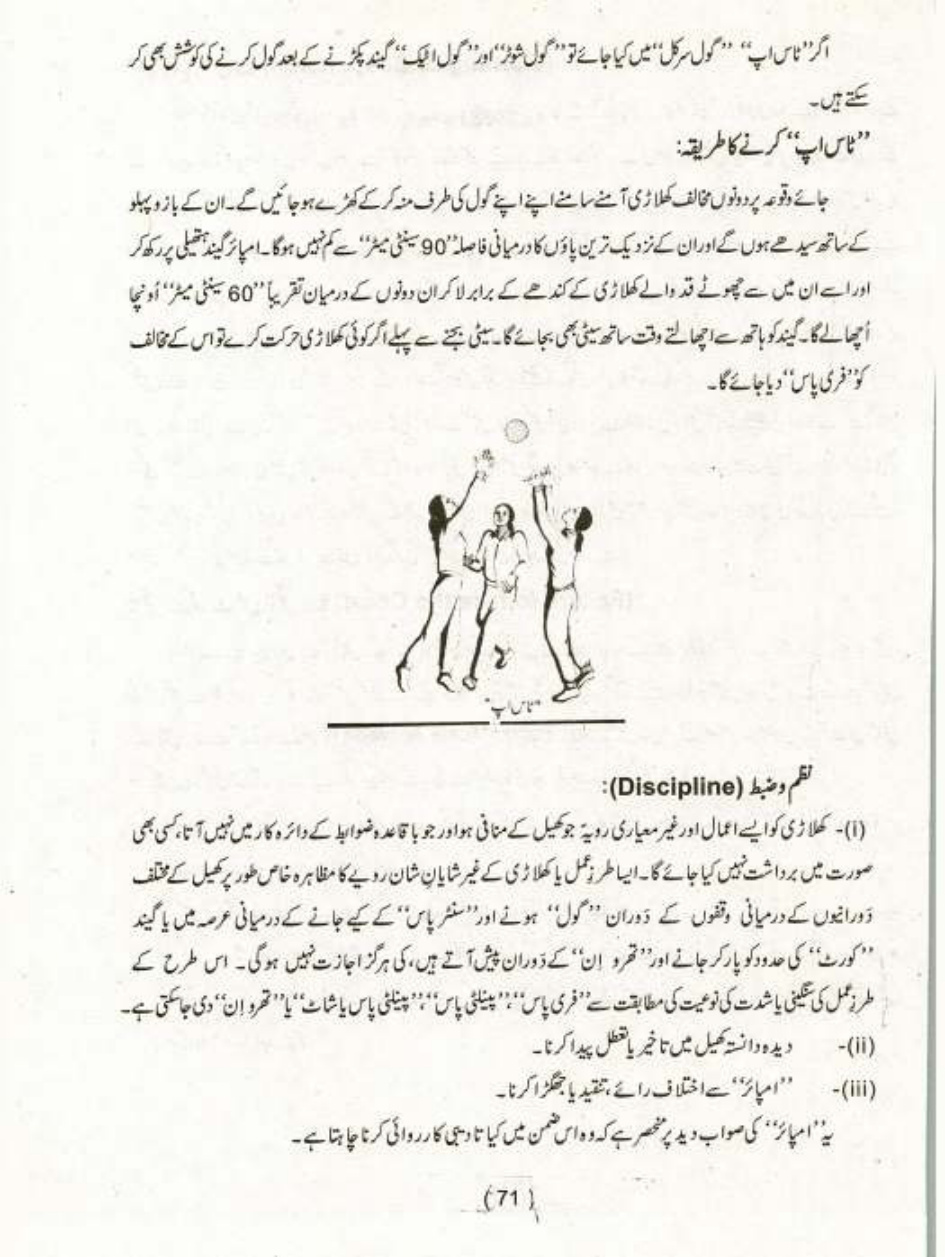 اگر ’’ٹاس اپ‘‘ ’’گول سرکل‘‘ میں کیا جائے تو ’’گول شوٹر‘‘ اور ’’گول اٹیک‘‘ گیند پکڑنے کے بعد گول کرنے کی کوشش بھی کر
سکتے ہیں۔
’’ٹاس اپ‘‘ کرنے کا طریقہ:
جائے وقوعہ پر دونوں مخالف کھلاڑی آمنے سامنے اپنے اپنے گول کی طرف منہ کر کے کھڑے ہو جائیں گے۔ ان کے بازو پہلو
کے ساتھ سیدھے ہوں گے اور ان کے نزدیک ترین پاؤں کا درمیانی فاصلہ ’’90 سینٹی میٹر‘‘ سے کم نہیں ہوگا۔ امپائر گیند ہتھیلی پر رکھ کر
اور اسے ان میں سے چھوٹے قد والے کھلاڑی کے کندھے کے برابر لا کر ان دونوں کے درمیان تقریباً ’’60 سینٹی میٹر‘‘ اُونچا
اُچھالے گا۔ گیند کو ہاتھ سے اچھالتے وقت ساتھ سیٹی بھی بجائے گا۔ سیٹی بجنے سے پہلے اگر کوئی کھلاڑی حرکت کرے تو اس کے مخالف
کو ’’فری پاس‘‘ دیا جائے گا۔
"ٹاس اپ"
نظم و ضبط (Discipline):
(i)- کھلاڑی کو ایسے اعمال اور غیر معیاری رویہ جو کھیل کے منافی ہو اور جو باقاعدہ ضوابط کے دائرہ کار میں نہیں آتا، کسی بھی
صورت میں برداشت نہیں کیا جائے گا۔ ایسا طرزِ عمل یا کھلاڑی کے غیر شایانِ شان رویے کا مظاہرہ خاص طور پر کھیل کے مختلف
دَورانیوں کے درمیانی وقفوں کے دَوران ’’گول‘‘ ہونے اور ’’سنٹر پاس‘‘ کے کیے جانے کے درمیانی عرصہ میں یا گیند
’’کورٹ‘‘ کی حدود کو پار کر جانے اور ’’تھرو اِن‘‘ کے دَوران پیش آتے ہیں، کی ہرگز اجازت نہیں ہوگی۔ اس طرح کے
طرزِ عمل کی سنگینی یا شدت کی نوعیت کی مطابقت سے ’’فری پاس‘‘، ’’پینلٹی پاس‘‘، ’’پینلٹی پاس یا شاٹ‘‘ یا ’’تھرو اِن‘‘ دی جا سکتی ہے۔
(ii)- دیدہ دانستہ کھیل میں تاخیر یا تعطل پیدا کرنا۔
(iii)- ’’امپائر‘‘ سے اختلاف رائے، تنقید یا جھگڑا کرنا۔
یہ ’’امپائر‘‘ کی صواب دید پر منحصر ہے کہ وہ اس ضمن میں کیا تادیبی کارروائی کرنا چاہتا ہے۔
(71)